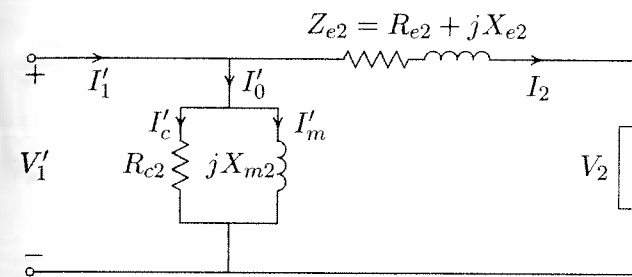 Z_{e2} = R_{e2} + jX_{e2}
+ I'_1 I'_0 I_2
I'_c I'_m
V'_1 R_{c2} jX_{m2} V_2
−